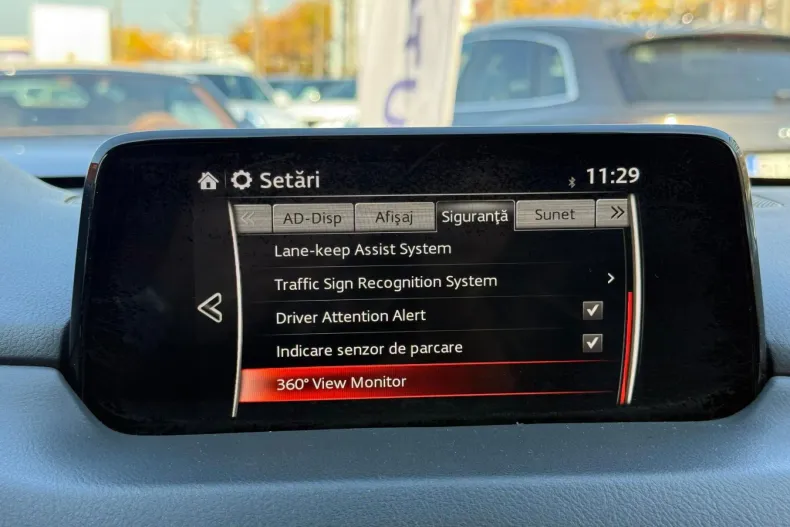 Setări
11:29
AD-Disp Afişaj Siguranţă Sunet
Lane-keep Assist System
Traffic Sign Recognition System
Driver Attention Alert
Indicare senzor de parcare
360° View Monitor